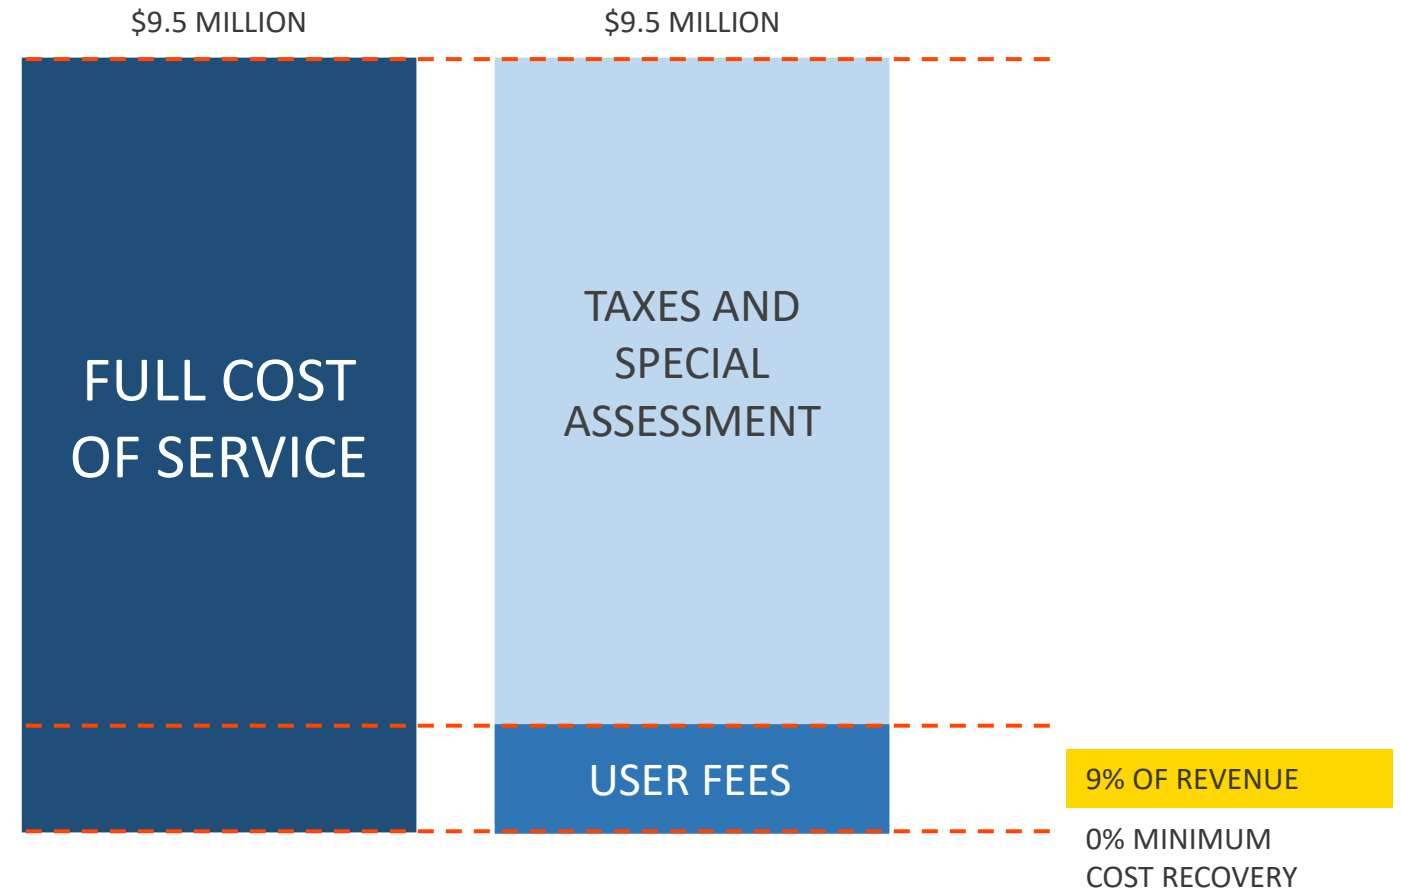 $9.5 MILLION
$9.5 MILLION
FULL COST
OF SERVICE
TAXES AND
SPECIAL
ASSESSMENT
USER FEES
9% OF REVENUE
0% MINIMUM
COST RECOVERY